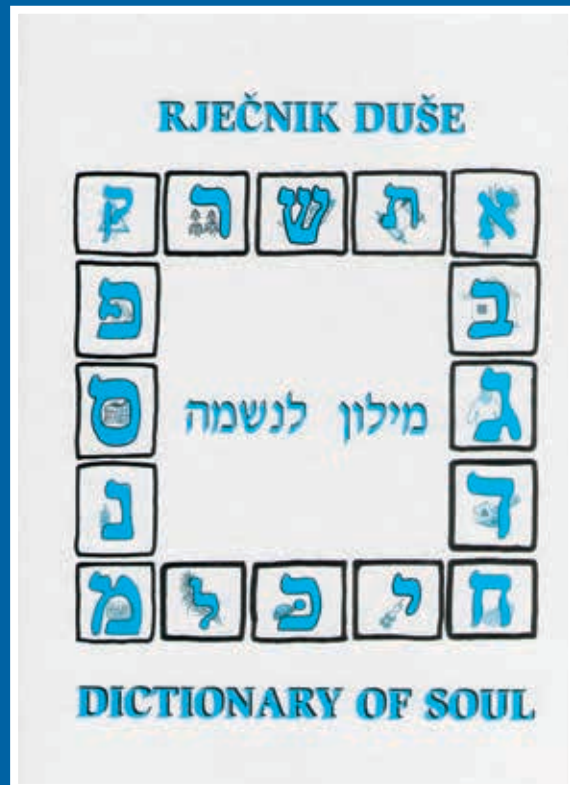 RJEČNIK DUŠE
א ת ש ר ק
ב פ
ג מילון לנשמה ס
ד נ
ח י כ ל מ
DICTIONARY OF SOUL